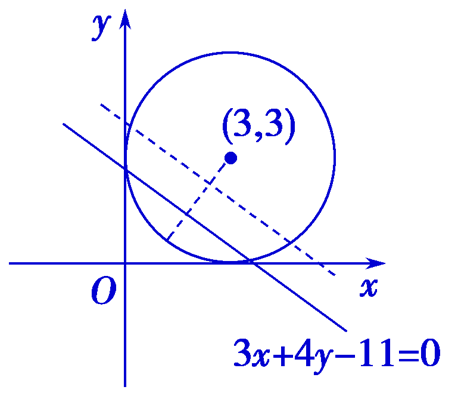 y
(3,3)
O
x
3x+4y−11=0